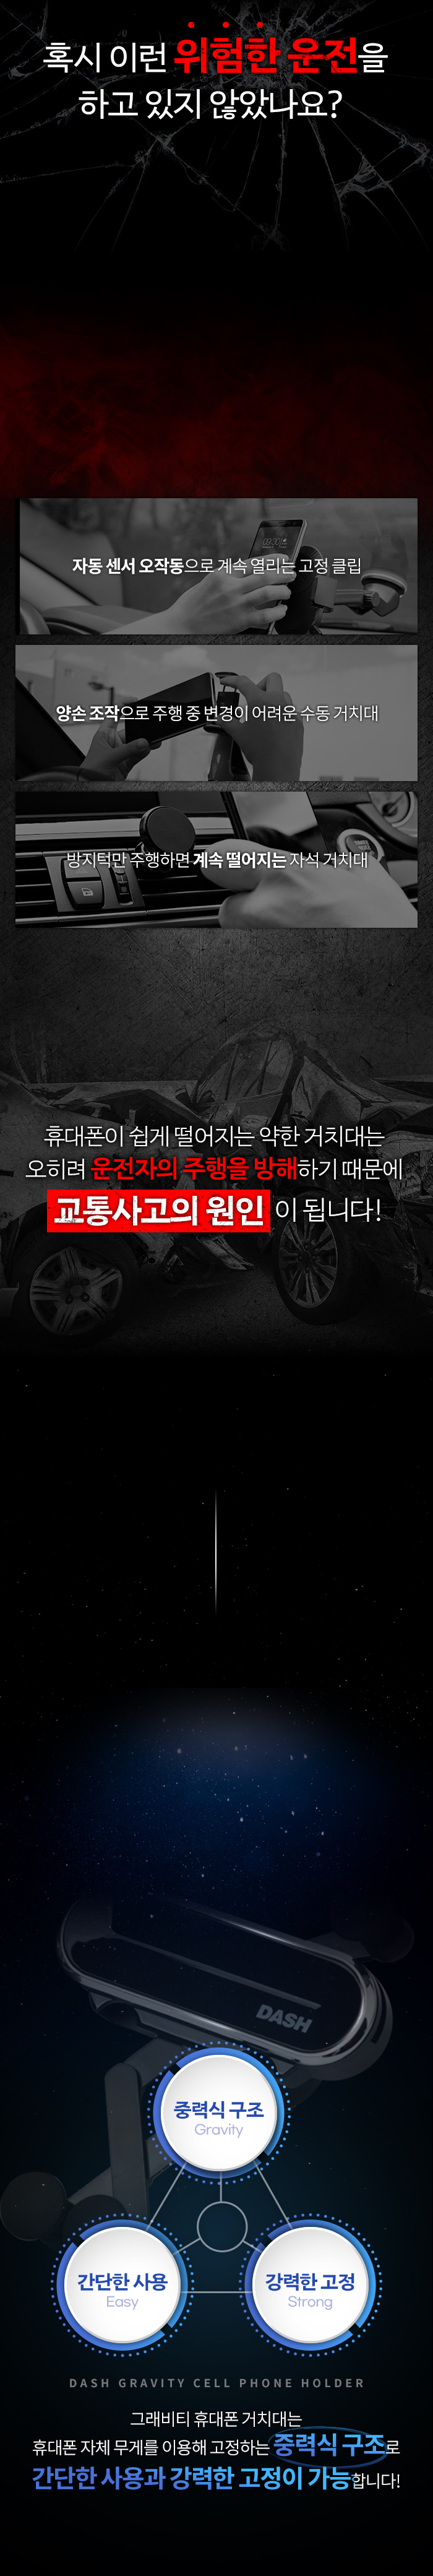 혹시 이런 위험한 운전을
하고 있지 않았나요?
자동 센서 오작동으로 계속 열리는 고정 클립
양손 조작으로 주행 중 변경이 어려운 수동 거치대
방지턱만 주행하면 계속 떨어지는 자석 거치대
휴대폰이 쉽게 떨어지는 약한 거치대는
오히려 운전자의 주행을 방해하기 때문에
교통사고의 원인이 됩니다!
DASH
중력식 구조
Gravity
간단한 사용
Easy
강력한 고정
Strong
DASH GRAVITY CELL PHONE HOLDER
그래비티 휴대폰 거치대는
휴대폰 자체 무게를 이용해 고정하는 중력식 구조로
간단한 사용과 강력한 고정이 가능합니다!